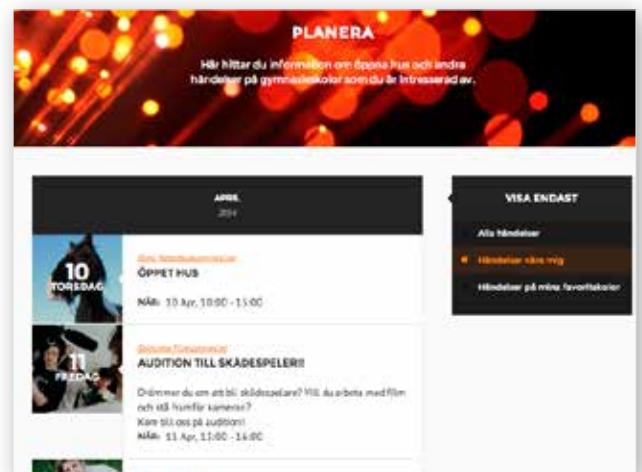 PLANERA
Här hittar du information om öppna hus och andra
händelser på gymnasieskolor som du är intresserad av.
APRIL
2014
10
TORSDAG
ÖPPET HUS
NÄR: 10 Apr, 10:00 - 15:00
11
FREDAG
AUDITION TILL SKÅDESPELERI!
Drömmer du om att bli skådespelare? Vill du arbeta med film
och stå framför kameran?
Kom till oss på audition!
NÄR: 11 Apr, 13:00 - 16:00
VISA ENDAST
Alla händelser
Händelser nära mig
Händelser på mina favoritskolor